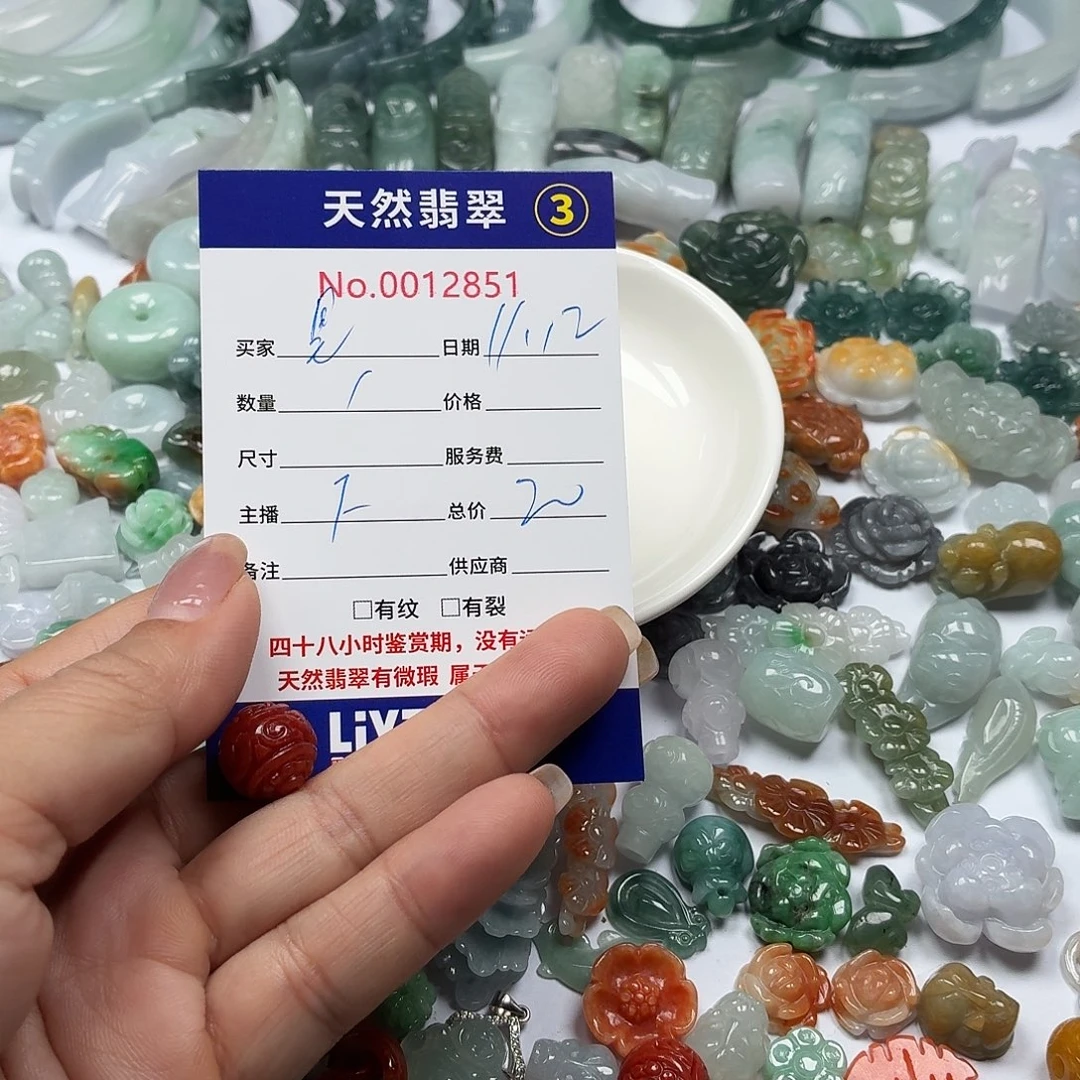 天然翡翠 3
No.0012851
买家 日期 11.12
数量 1 价格
尺寸 服务费
主播 总价 20
备注 供应商
□有纹 □有裂
四十八小时鉴赏期，没有
天然翡翠有微瑕 属